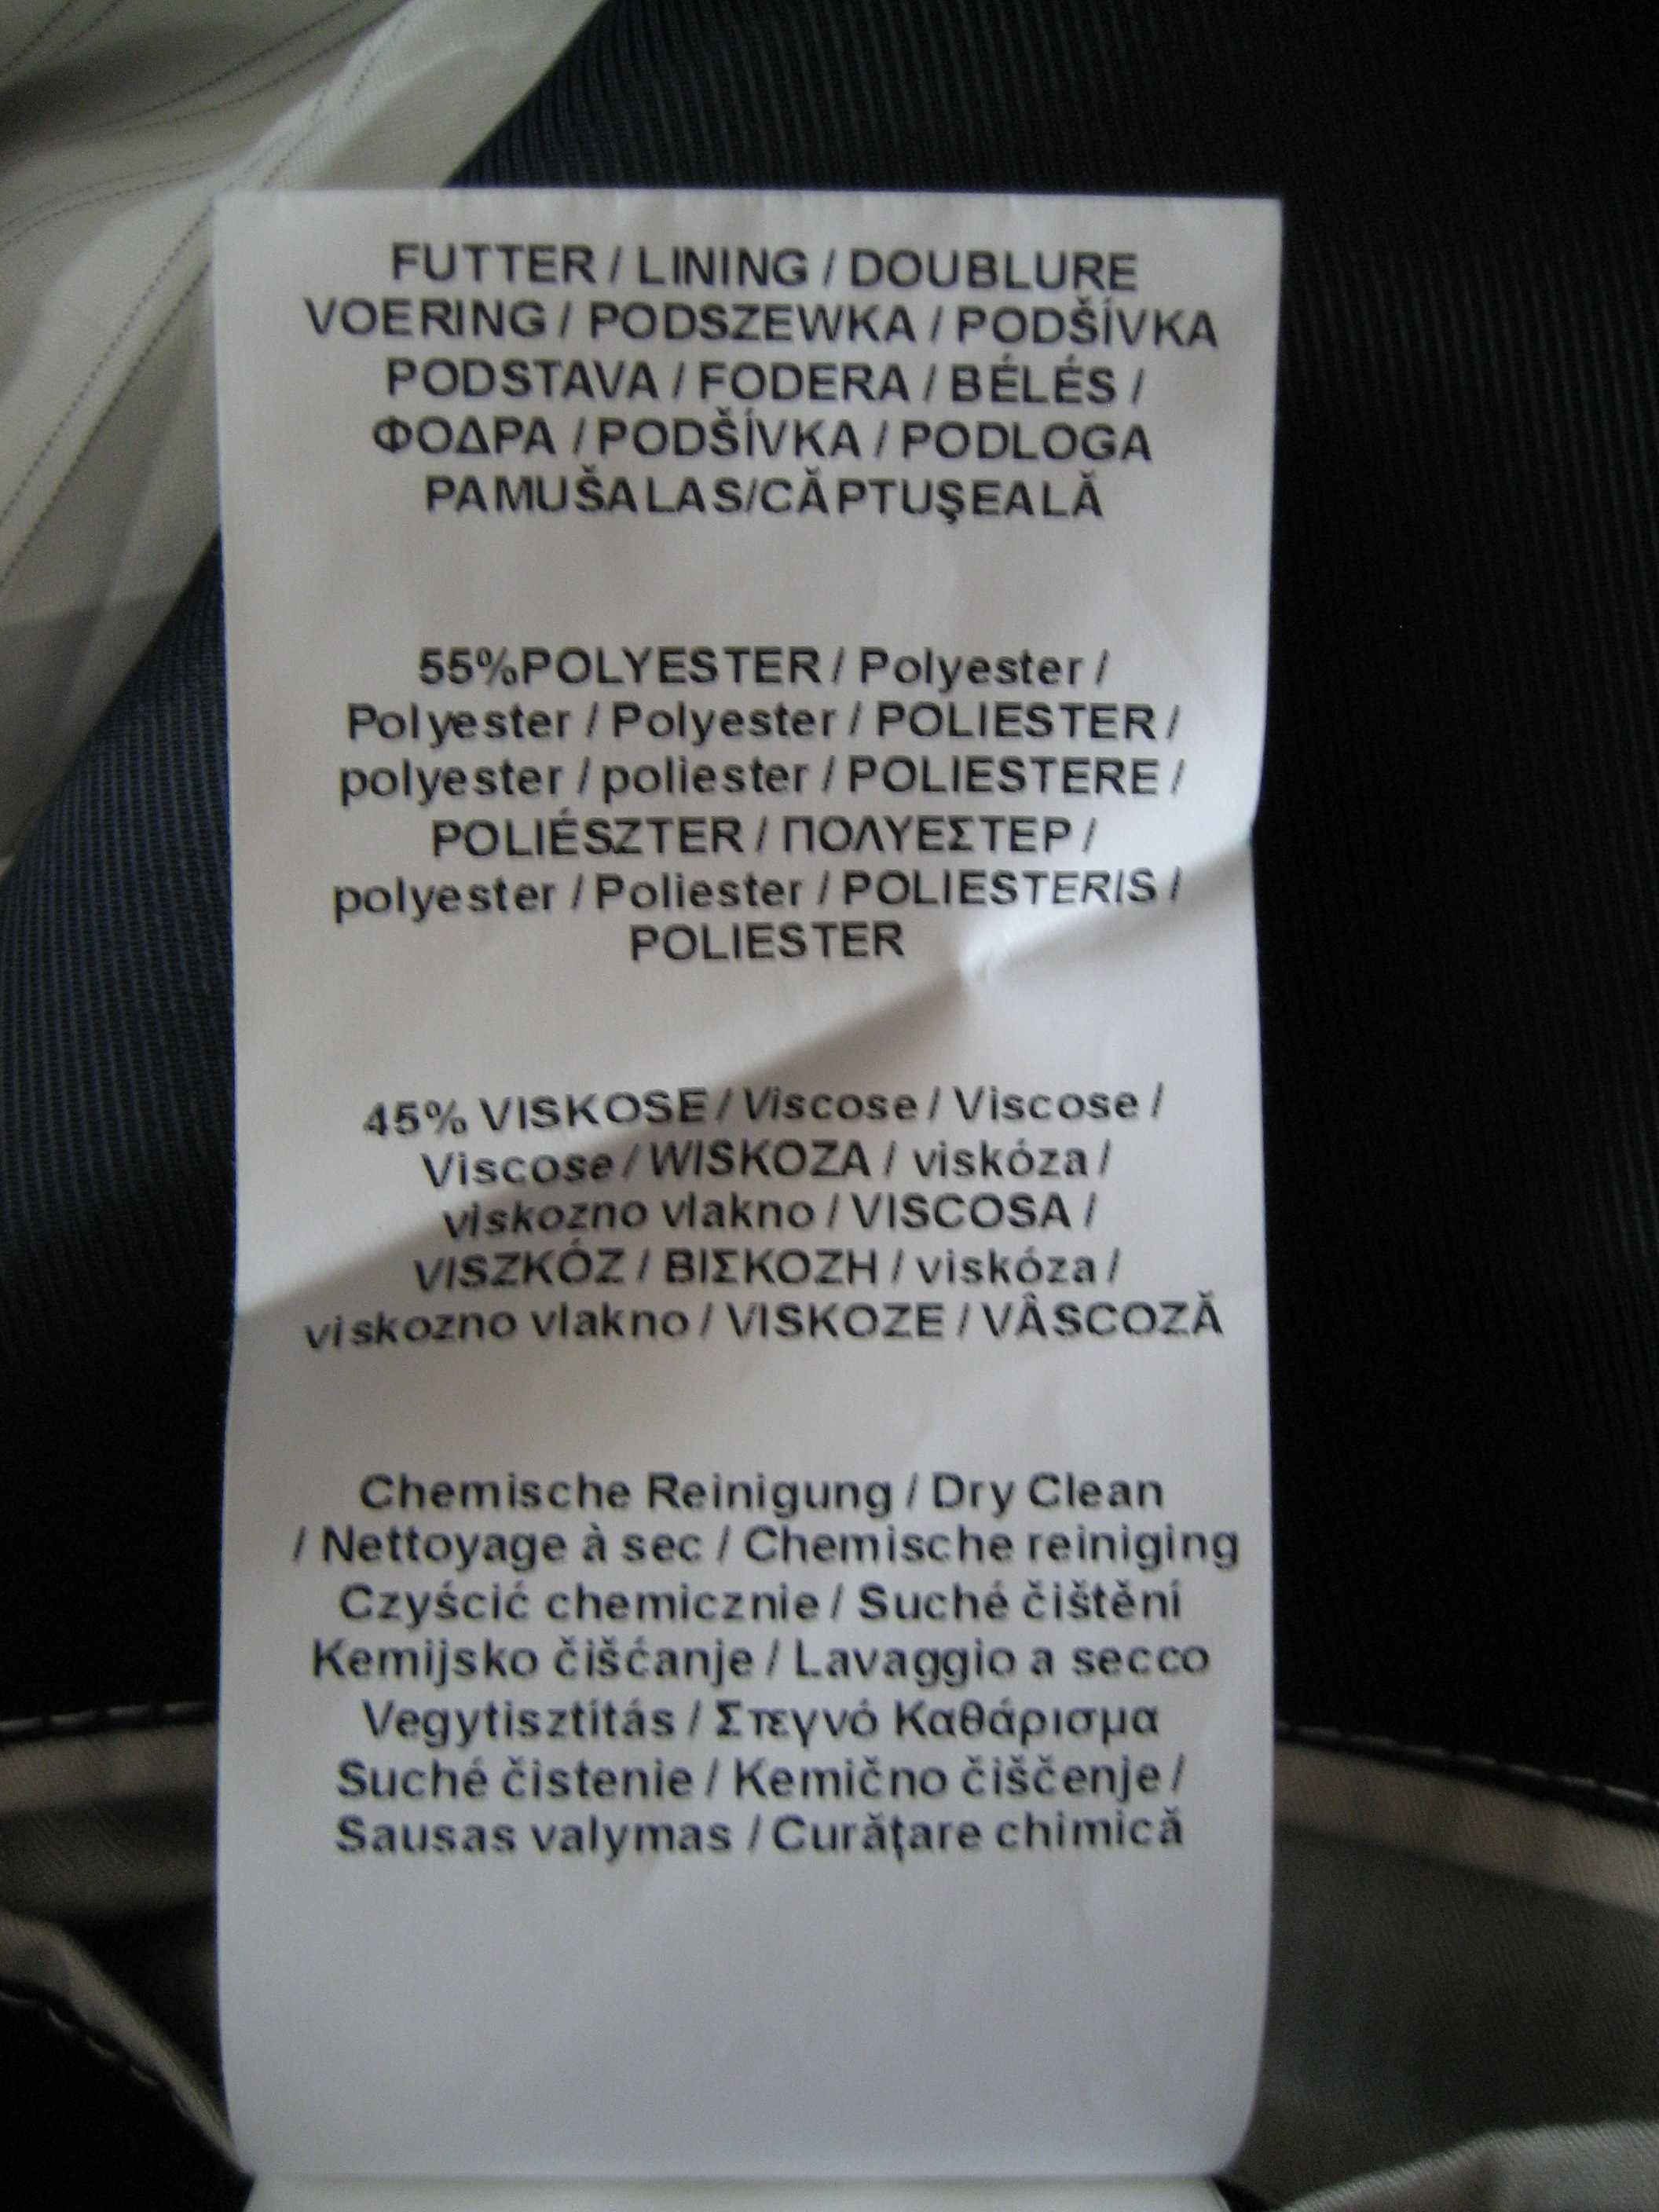 FUTTER / LINING / DOUBLURE
VOERING / PODSZEWKA / PODŠÍVKA
PODSTAVA / FODERA / BÉLÉS /
ΦΟΔΡΑ / PODŠÍVKA / PODLOGA
PAMUŠALAS/CĂPTUŞEALĂ
55%POLYESTER / Polyester /
Polyester / Polyester / POLIESTER /
polyester / poliester / POLIESTERE /
POLIÉSZTER / ΠΟΛΥΕΣΤΕΡ /
polyester / Poliester / POLIESTERIS /
POLIESTER
45% VISKOSE / Viscose / Viscose /
Viscose / WISKOZA / viskóza /
viskozno vlakno / VISCOSA /
VISZKÓZ / ΒΙΣΚΟΖΗ / viskóza /
viskozno vlakno / VISKOZE / VÂSCOZĂ
Chemische Reinigung / Dry Clean
/ Nettoyage à sec / Chemische reiniging
Czyścić chemicznie / Suché čištění
Kemijsko čišćanje / Lavaggio a secco
Vegytisztítás / Στεγνό Καθάρισμα
Suché čistenie / Kemično čiščenje /
Sausas valymas / Curăţare chimică